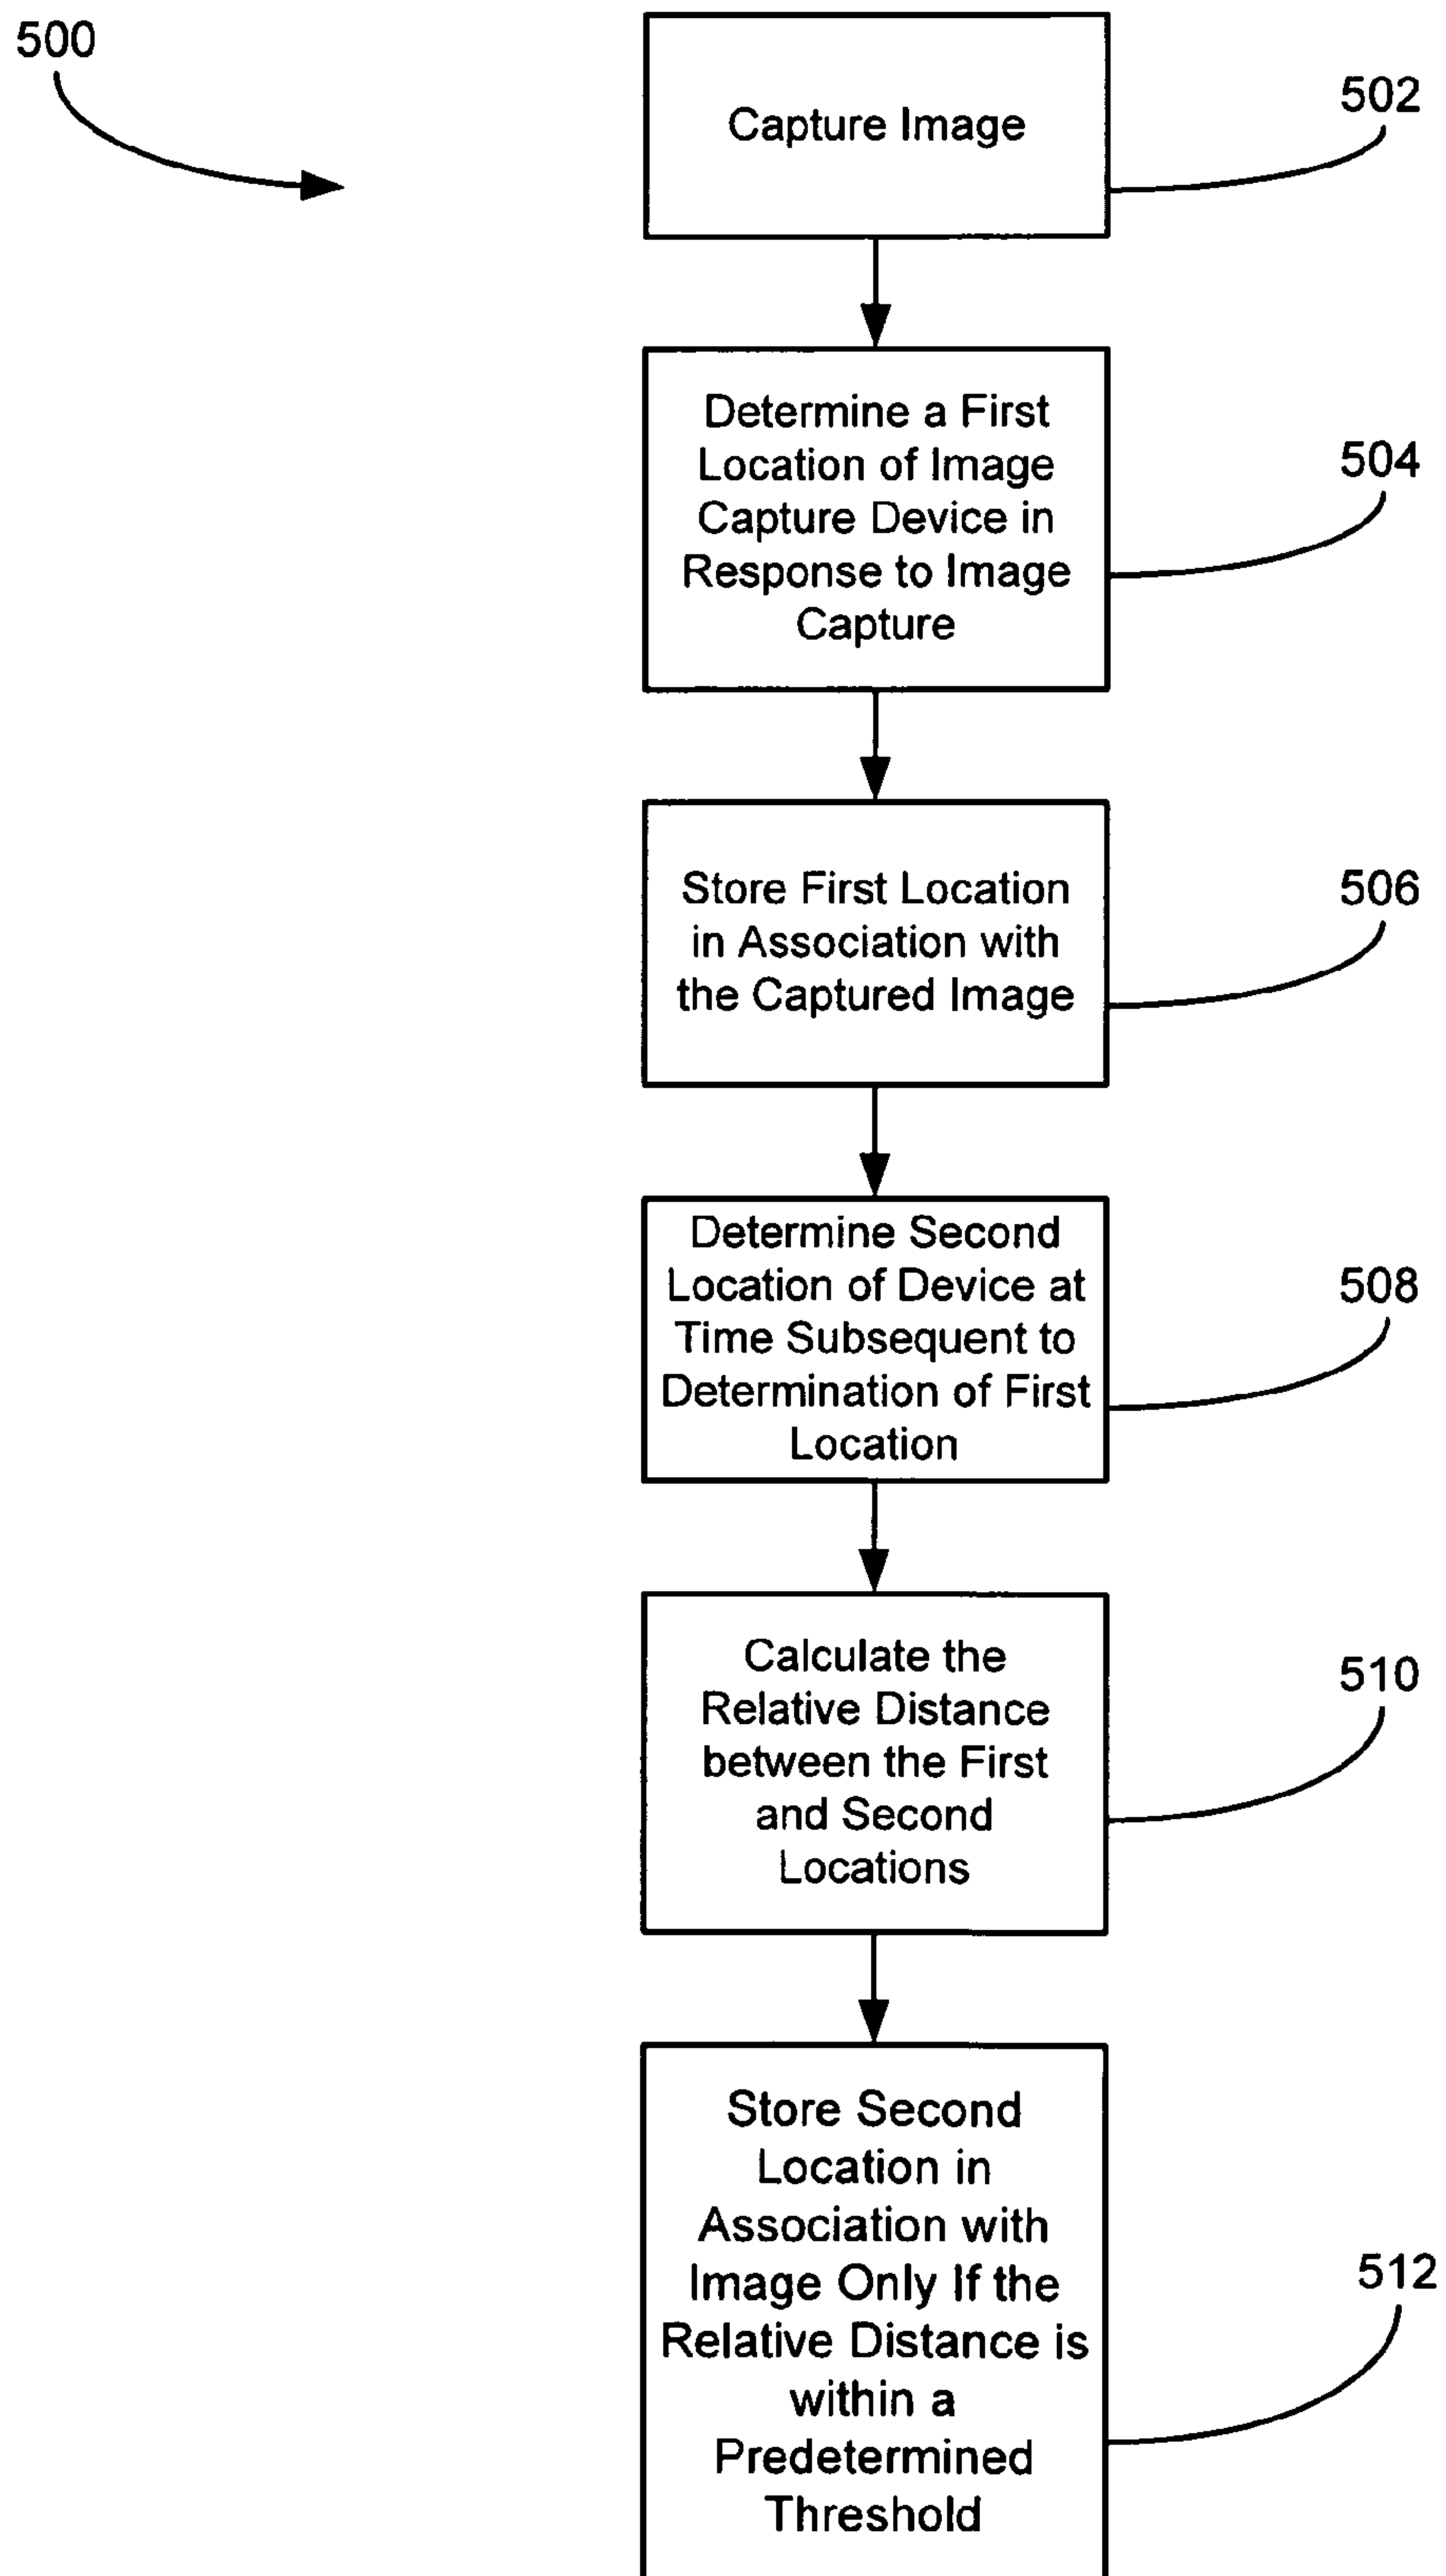 500
Capture Image
502
Determine a First
Location of Image
Capture Device in
Response to Image
Capture
504
Store First Location
in Association with
the Captured Image
506
Determine Second
Location of Device at
Time Subsequent to
Determination of First
Location
508
Calculate the
Relative Distance
between the First
and Second
Locations
510
Store Second
Location in
Association with
Image Only If the
Relative Distance is
within a
Predetermined
Threshold
512